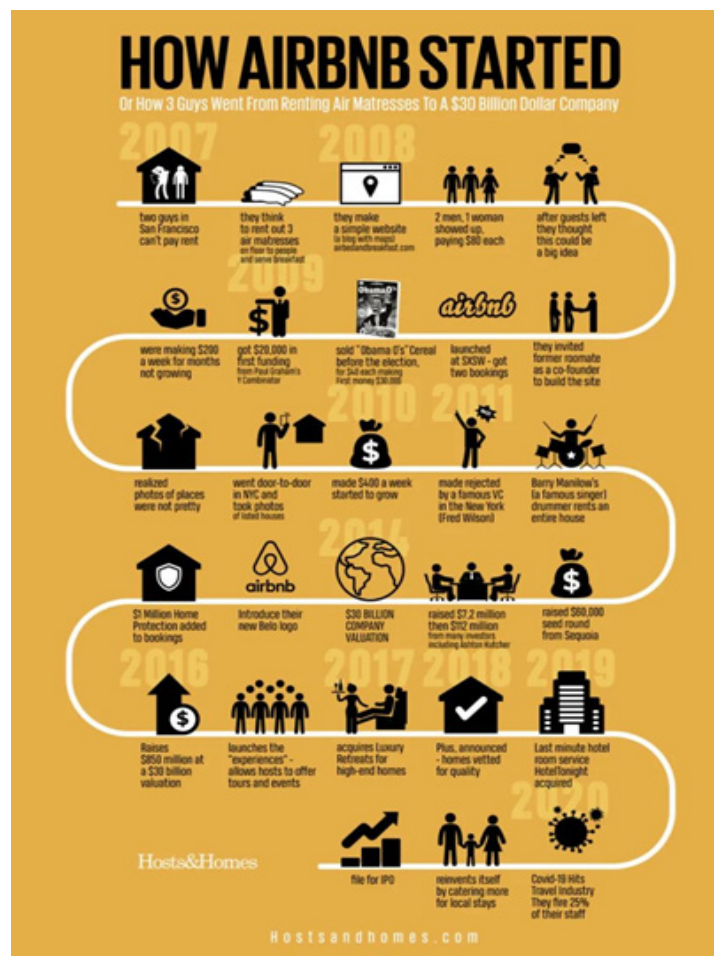 HOW AIRBNB STARTED
Or How 3 Guys Went From Renting Air Matresses To A $30 Billion Dollar Company
2007
two guys in
San Francisco
can't pay rent
they think
to rent out 3
air matresses
on floor to people
and serve breakfast
2008
they make
a simple website
(a blog with maps)
airbedandbreakfast.com
2 men, 1 woman
showed up,
paying $80 each
after guests left
they thought
this could be
a big idea
they invited
former roomate
as a co-founder
to build the site
airbnb
launched
at SXSW - got
two bookings
Obama O's
sold "Obama O's" Cereal
before the election,
for $40 each making
First money $30,000
2009
$
got $20,000 in
first funding
from Paul Graham's
Y Combinator
$
were making $200
a week for months
not growing
realized
photos of places
were not pretty
went door-to-door
in NYC and
took photos
of listed houses
2010
$
made $400 a week
started to grow
2011
made rejected
by a famous VC
in the New York
(Fred Wilson)
Barry Manilow's
(a famous singer)
drummer rents an
entire house
$
raised $60,000
seed round
from Sequoia
raised $7,2 million
then $112 million
from many investors
including Ashton Kutcher
2014
$30 BILLION
COMPANY
VALUATION
airbnb
Introduce their
new Belo logo
$1 Million Home
Protection added
to bookings
2016
$
Raises
$850 million at
a $30 billion
valuation
launches the
"experiences" -
allows hosts to offer
tours and events
2017
acquires Luxury
Retreats for
high-end homes
2018
Plus, announced
- homes vetted
for quality
2019
Last minute hotel
room service
HotelTonight
acquired
2020
Covid-19 Hits
Travel Industry
They fire 25%
of their staff
reinvents itself
by catering more
for local stays
file for IPO
Hosts&Homes
Hostsandhomes.com